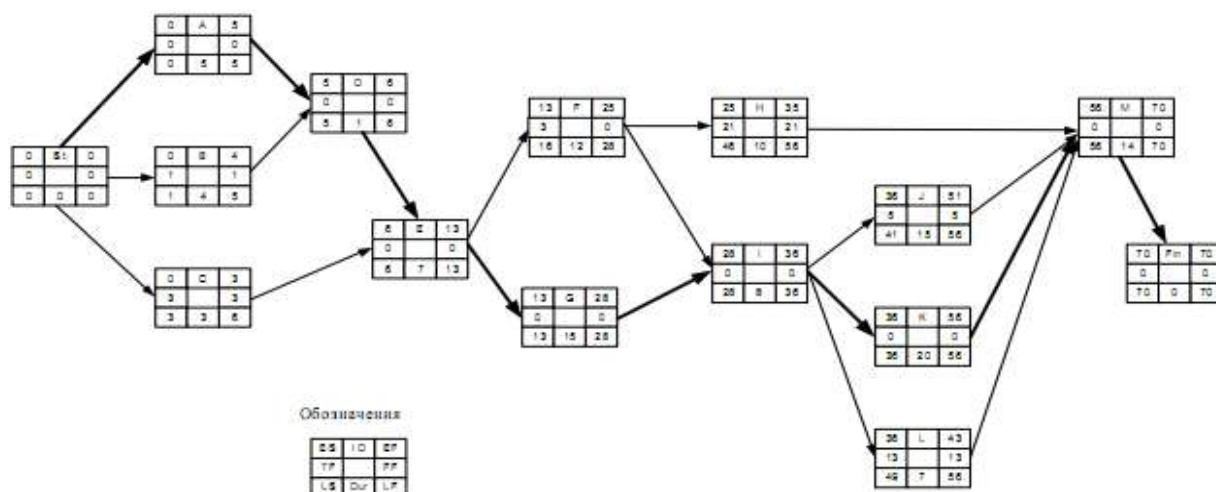 0 A 5
0 0
0 5 5
5 D 6
0 0
5 1 6
0 St 0
0 0
0 0 0
0 B 4
1 1
1 4 5
0 C 3
3 3
3 3 6
6 E 13
0 0
6 7 13
13 F 25
3 0
16 12 28
13 G 28
0 0
13 15 28
25 H 35
21 21
46 10 56
28 I 36
0 0
28 8 36
36 J 51
5 5
41 15 56
36 K 56
0 0
36 20 56
36 L 43
13 13
49 7 56
56 M 70
0 0
56 14 70
70 Fin 70
0 0
70 0 70
Обозначения
ES ID EF
TF FF
LS Dur LF